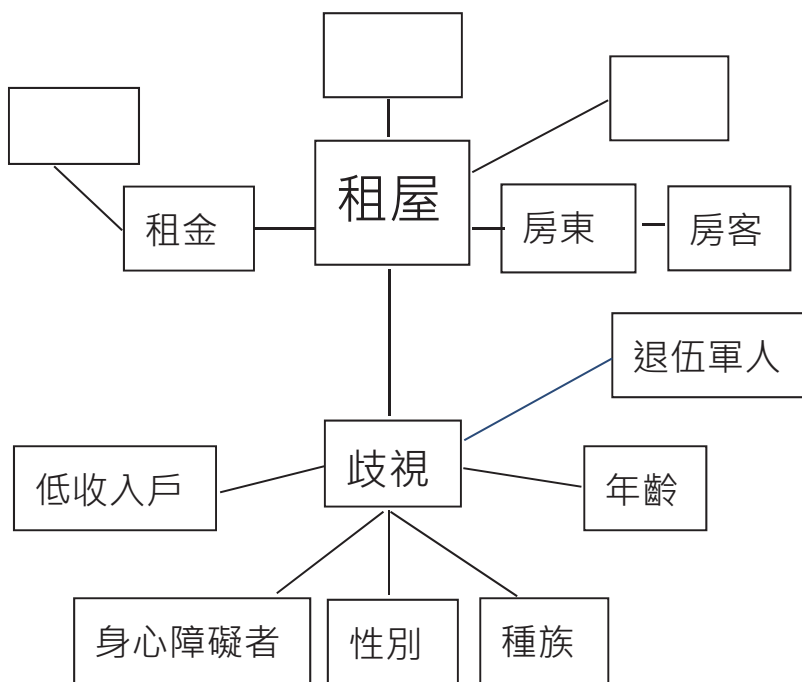 租屋
租金
房東
房客
退伍軍人
歧視
低收入戶
年齡
身心障礙者
性別
種族